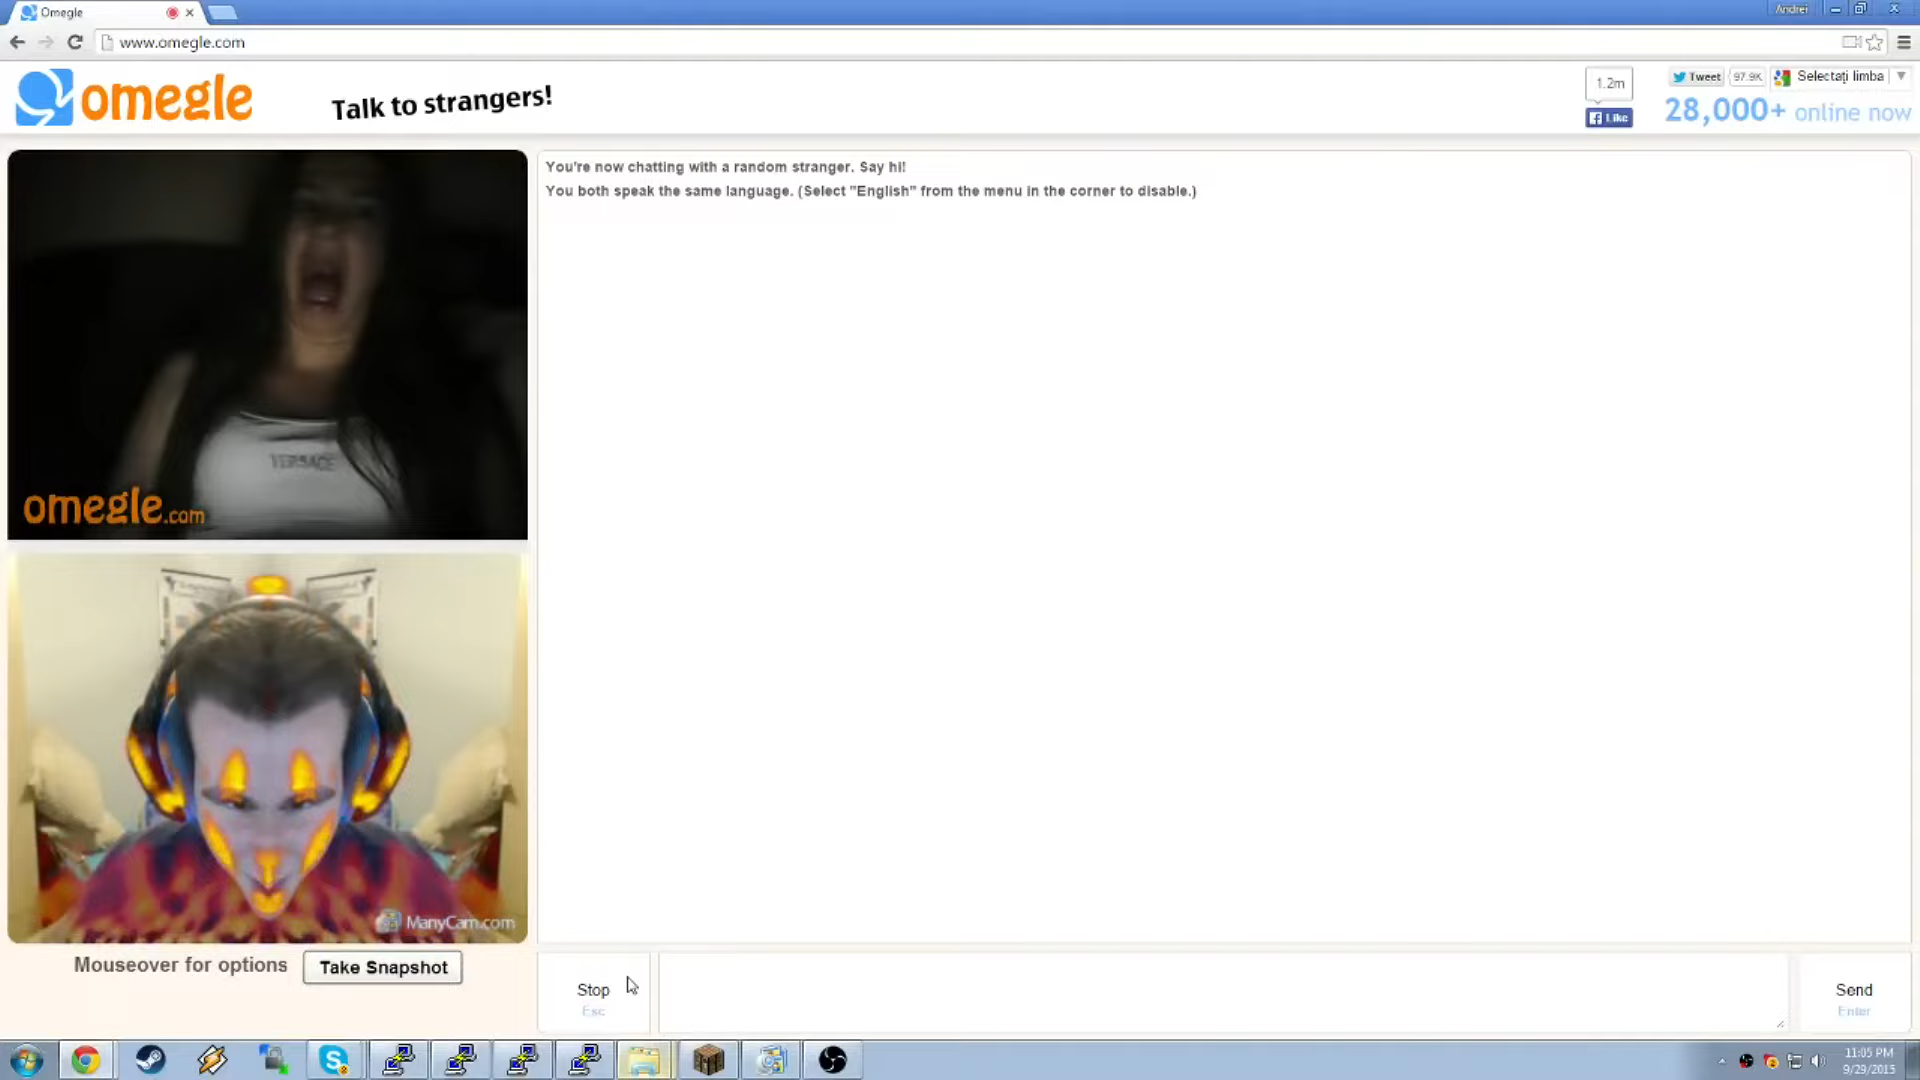 Omegle
Andrei
www.omegle.com
omegle
Talk to strangers!
1.2m
Like
Tweet
97.9K
Selectați limba
28,000+ online now
You're now chatting with a random stranger. Say hi!
You both speak the same language. (Select "English" from the menu in the corner to disable.)
VERSACE
omegle.com
ManyCam.com
Mouseover for options
Take Snapshot
Stop
Esc
Send
Enter
11:05 PM
9/29/2015